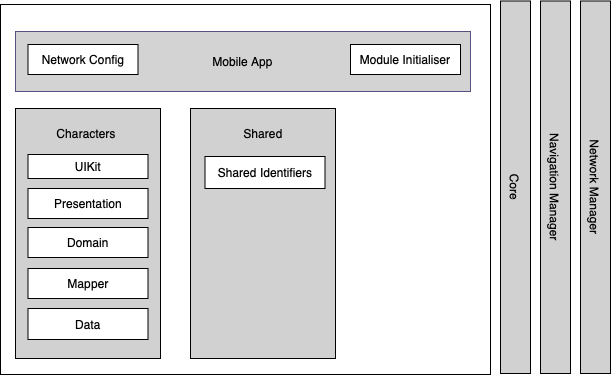 Network Config
Mobile App
Module Initialiser
Characters
UIKit
Presentation
Domain
Mapper
Data
Shared
Shared Identifiers
Core
Navigation Manager
Network Manager